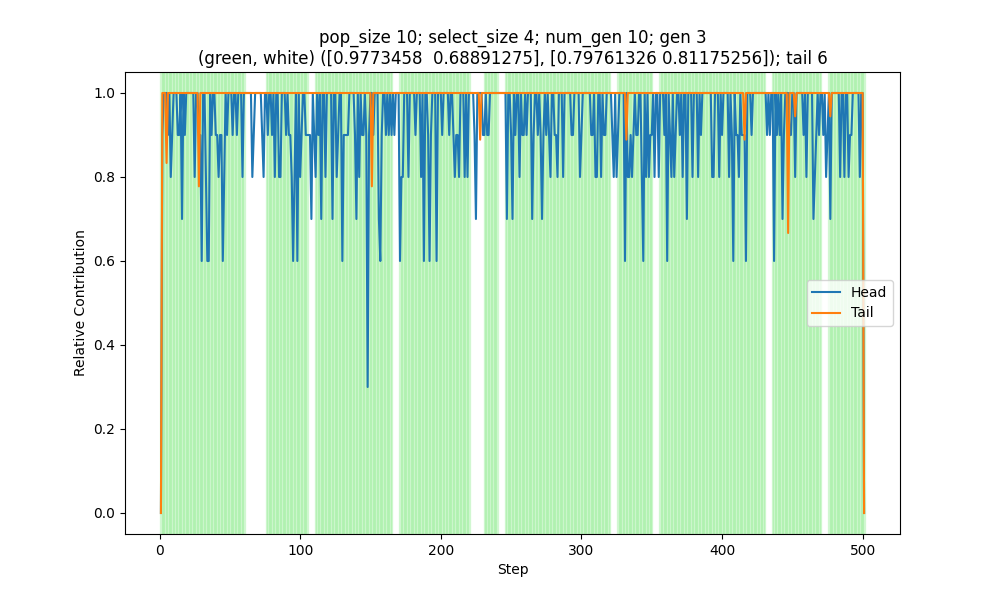 pop_size 10; select_size 4; num_gen 10; gen 3
(green, white) ([0.9773458  0.68891275], [0.79761326 0.81175256]); tail 6
Relative Contribution
1.0
0.8
0.6
0.4
0.2
0.0
Head
Tail
0
100
200
300
400
500
Step